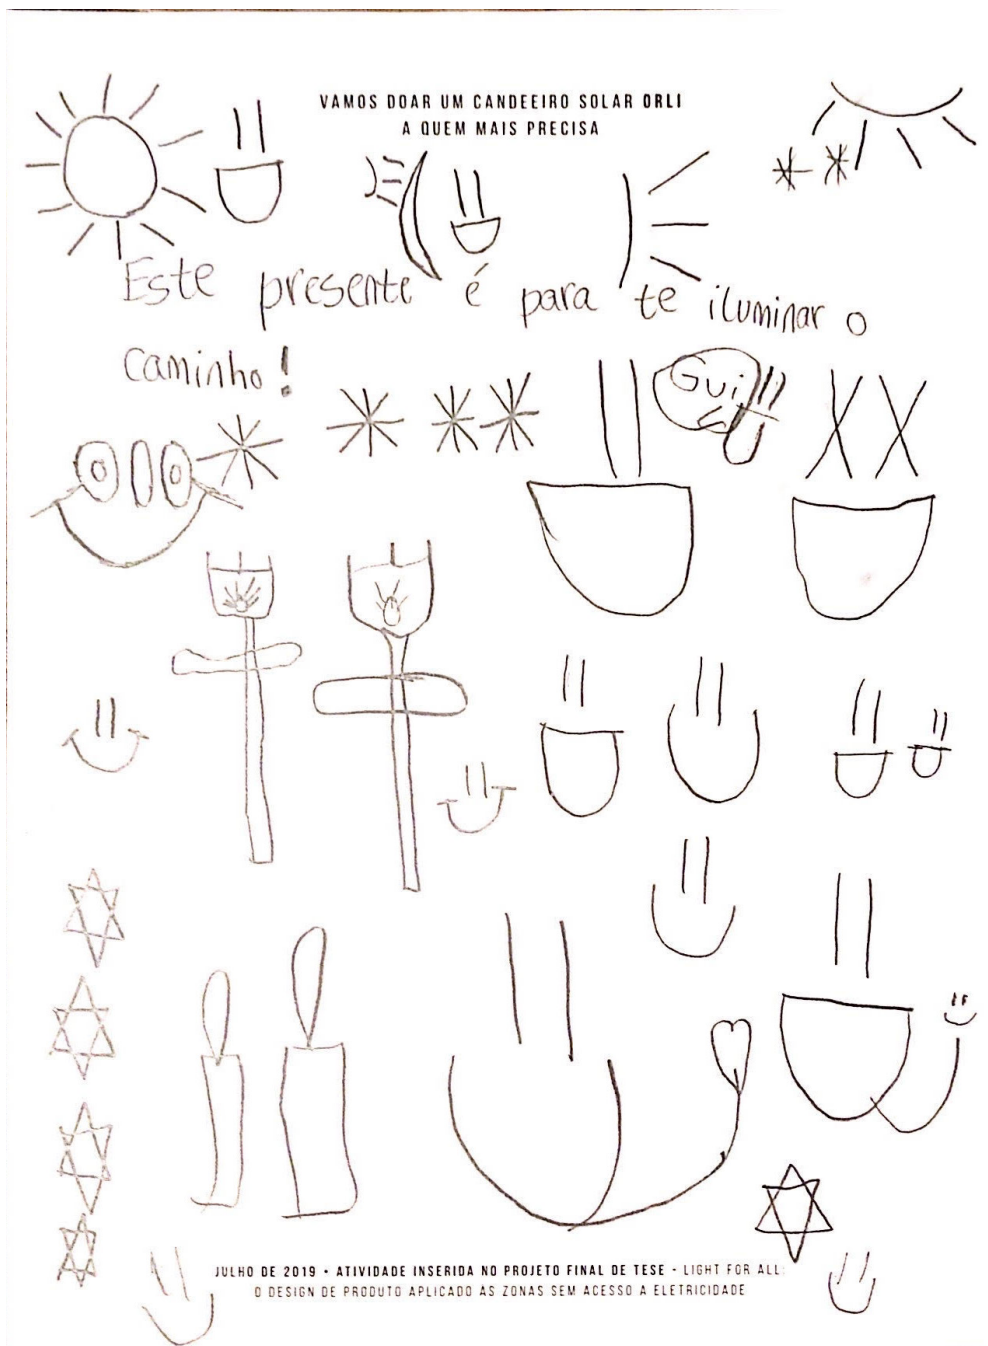 VAMOS DOAR UM CANDEEIRO SOLAR ORLI
A QUEM MAIS PRECISA
Este presente é para te iluminar o
caminho!
Gui
JULHO DE 2019 • ATIVIDADE INSERIDA NO PROJETO FINAL DE TESE - LIGHT FOR ALL:
O DESIGN DE PRODUTO APLICADO ÀS ZONAS SEM ACESSO A ELETRICIDADE